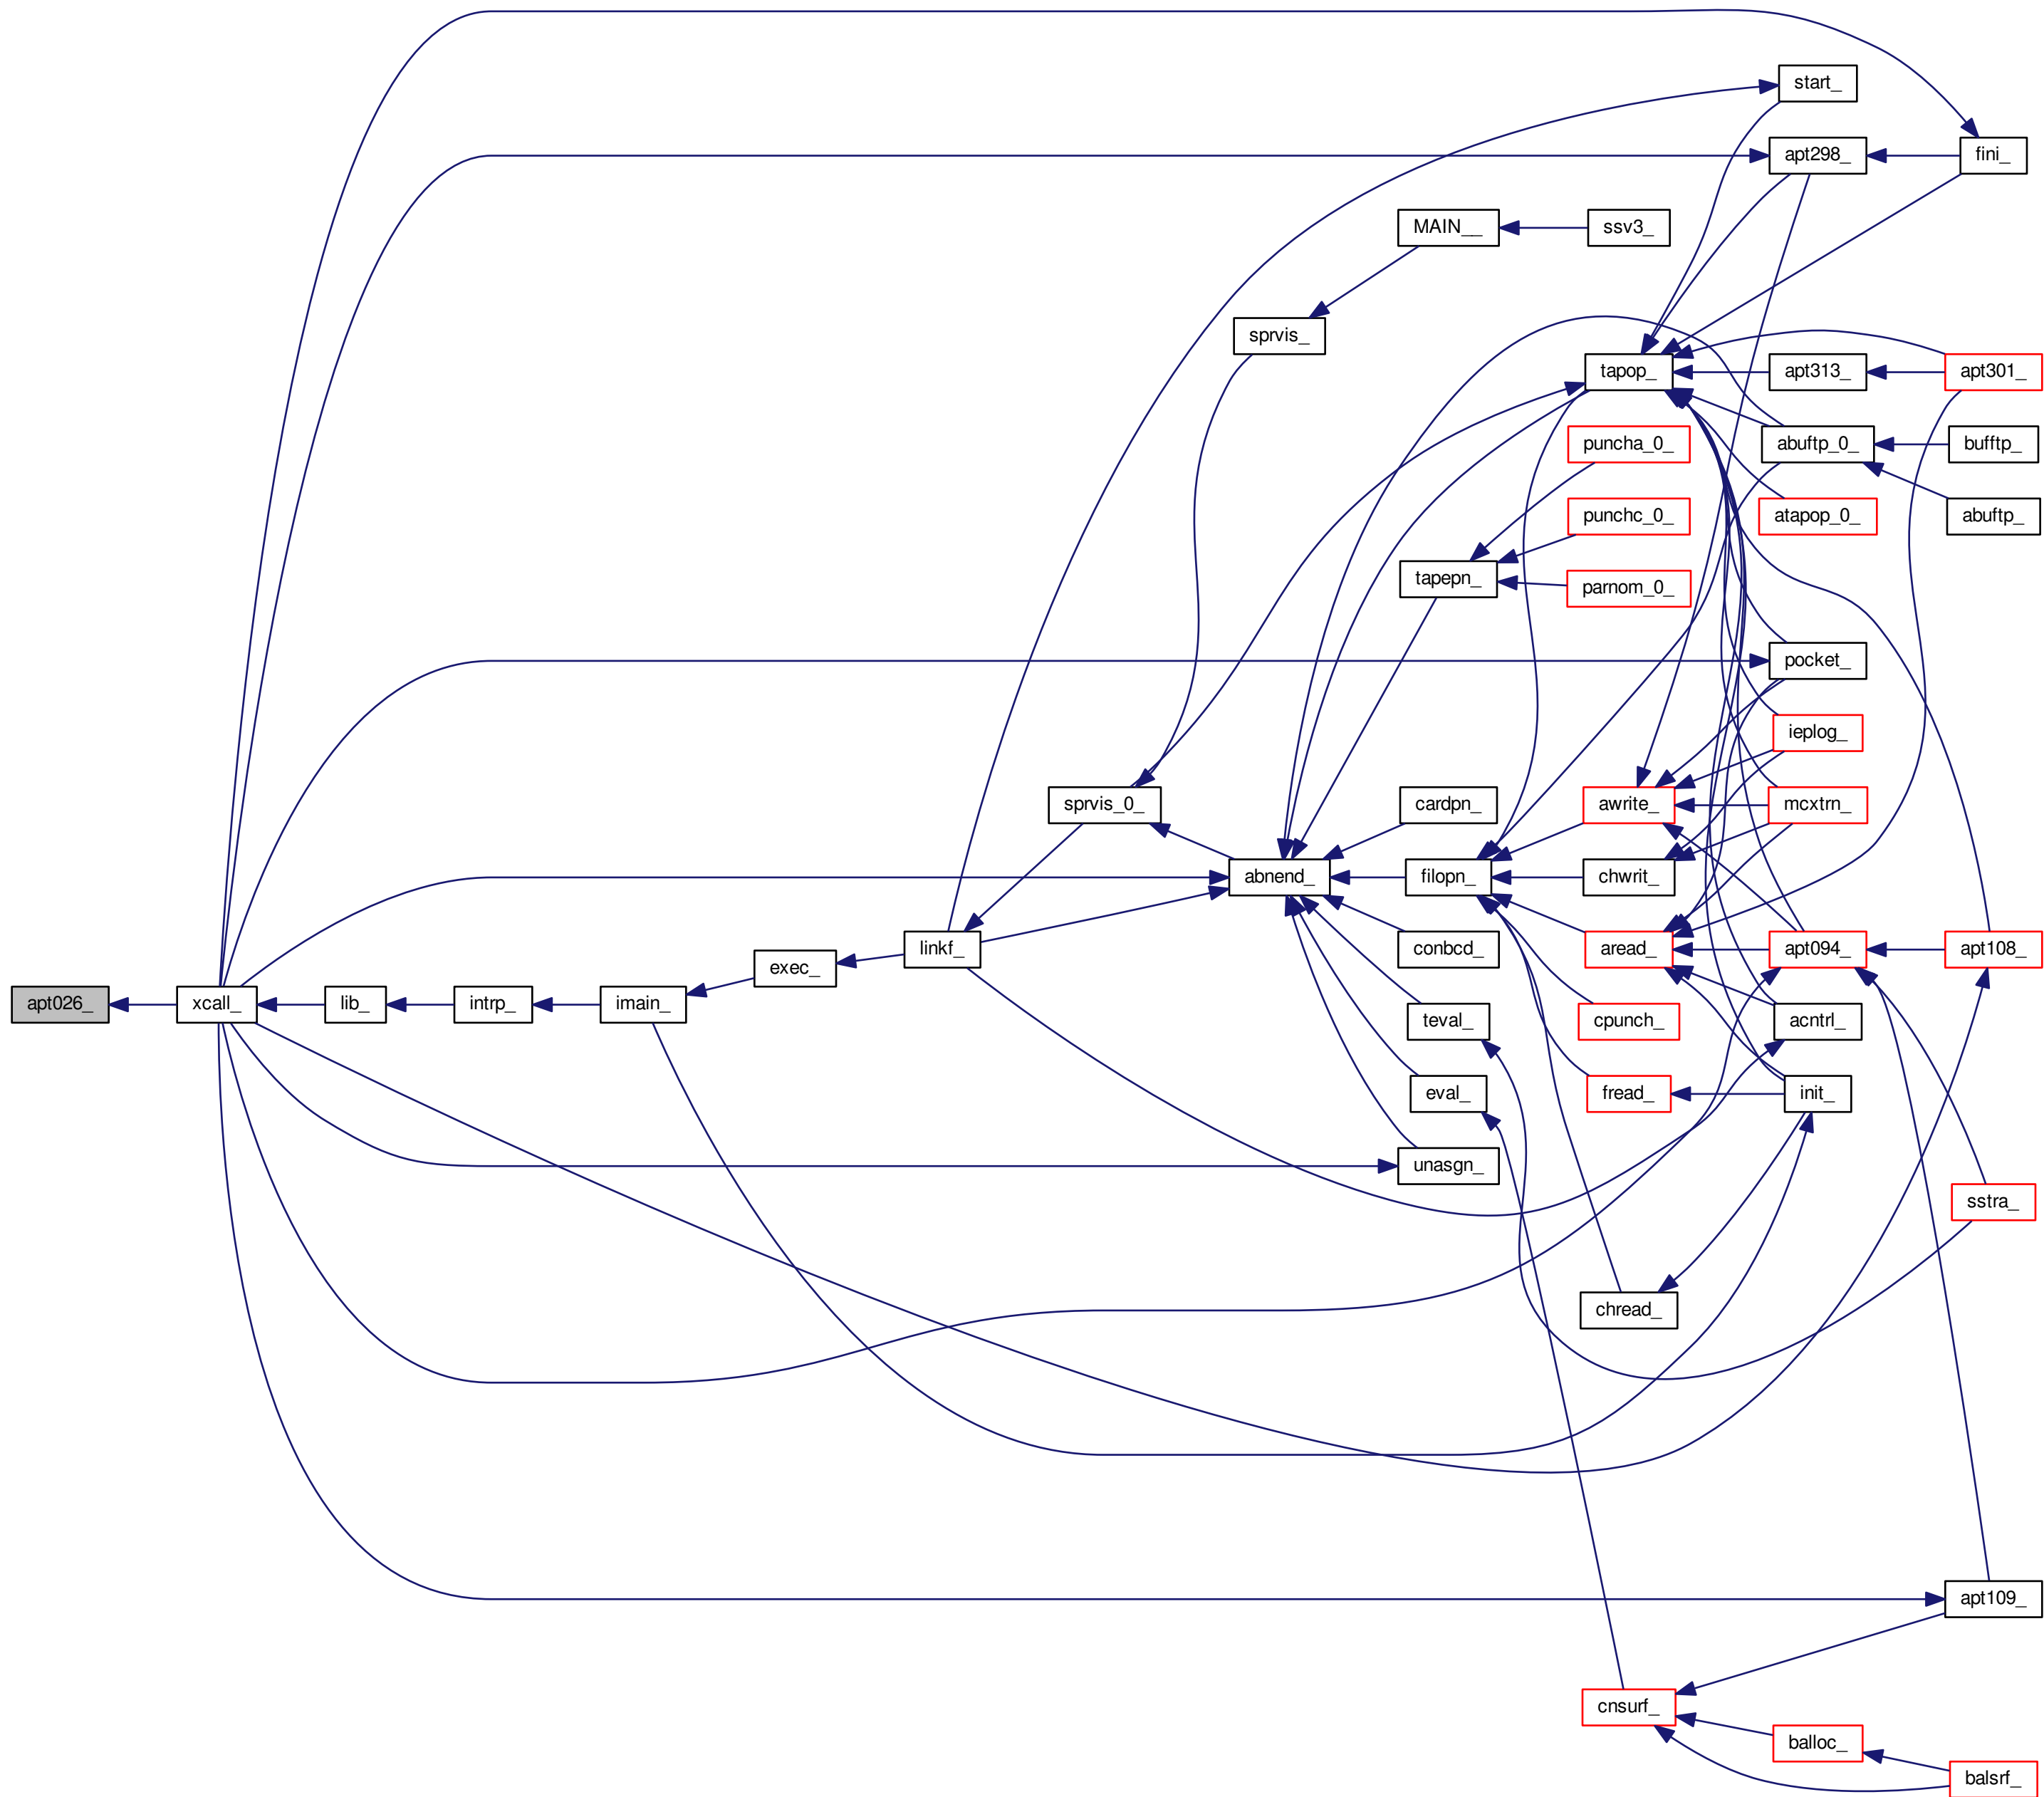 start_
apt298_
fini_
MAIN__
ssv3_
sprvis_
tapop_
apt313_
apt301_
puncha_0_
abuftp_0_
bufftp_
punchc_0_
atapop_0_
abuftp_
tapepn_
parnom_0_
pocket_
ieplog_
sprvis_0_
cardpn_
awrite_
mcxtrn_
abnend_
filopn_
chwrit_
linkf_
exec_
conbcd_
aread_
apt094_
apt108_
apt026_
xcall_
lib_
intrp_
imain_
teval_
cpunch_
acntrl_
eval_
fread_
init_
unasgn_
sstra_
chread_
apt109_
cnsurf_
balloc_
balsrf_